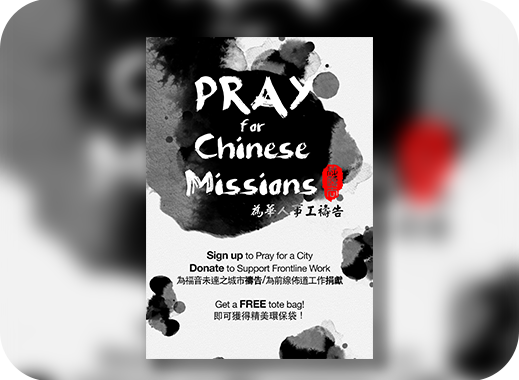 PRAY
for
Chinese
Missions
為華人事工禱告
Sign up to Pray for a City
Donate to Support Frontline Work
為福音未達之城市禱告/為前線佈道工作捐獻
Get a FREE tote bag!
即可獲得精美環保袋！